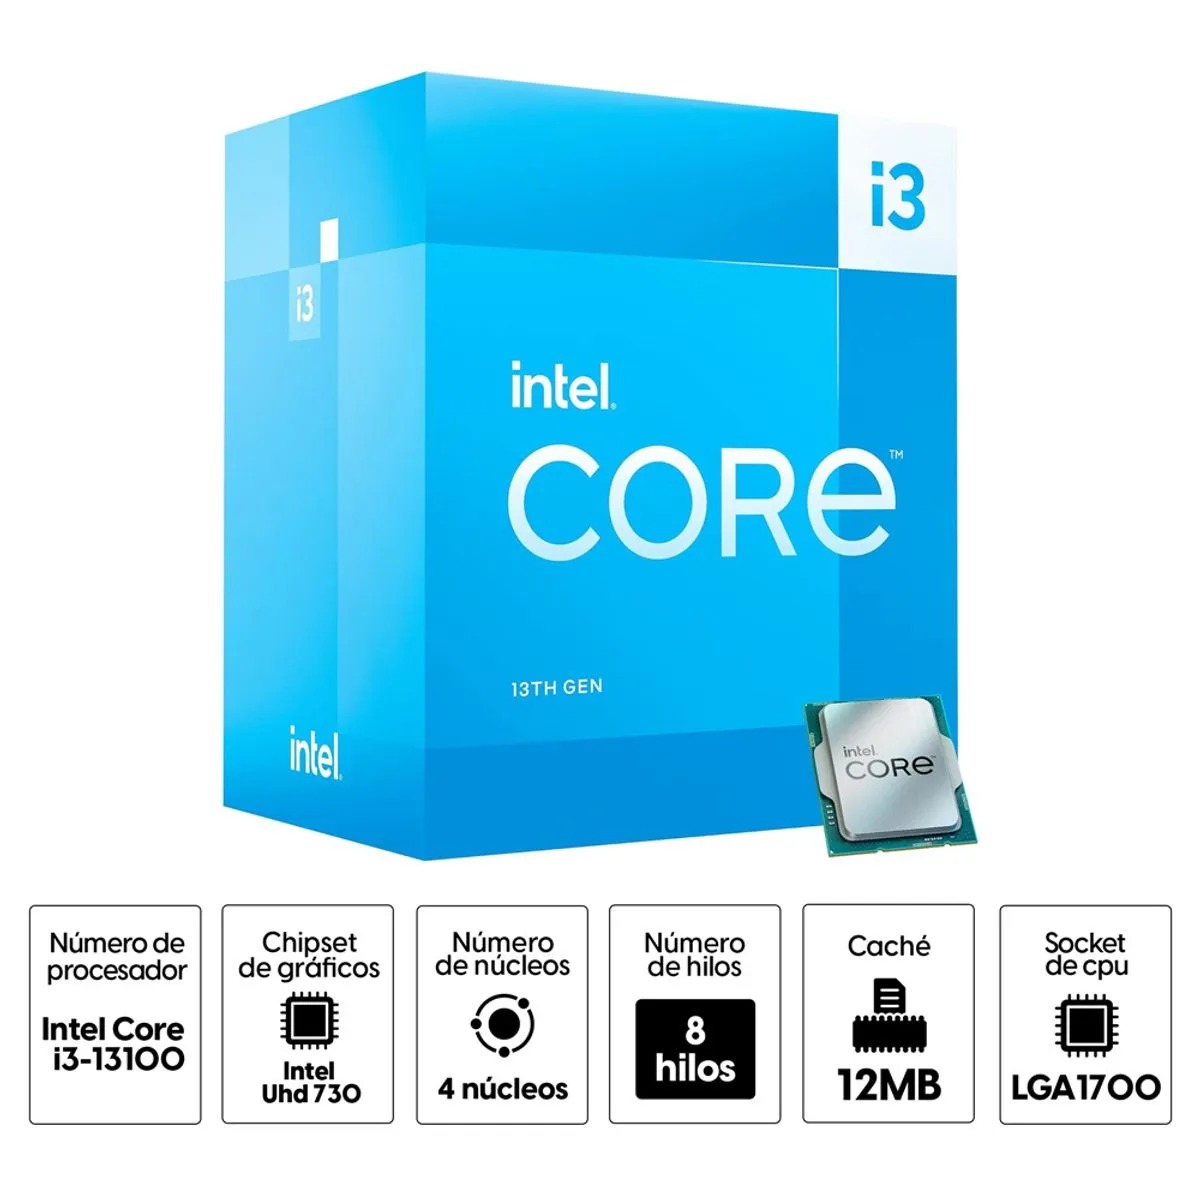 i3
i3
intel.
CORE™
13TH GEN
intel.
intel.
CORE™
Número de
procesador
Intel Core
i3-13100
Chipset
de gráficos
Intel
Uhd 730
Número
de núcleos
4 núcleos
Número
de hilos
8
hilos
Caché
12MB
Socket
de cpu
LGA1700